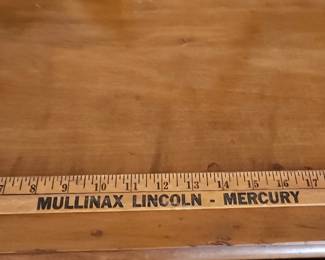 7 8 9 10 11 12 13 14 15 16 17
MULLINAX LINCOLN - MERCURY